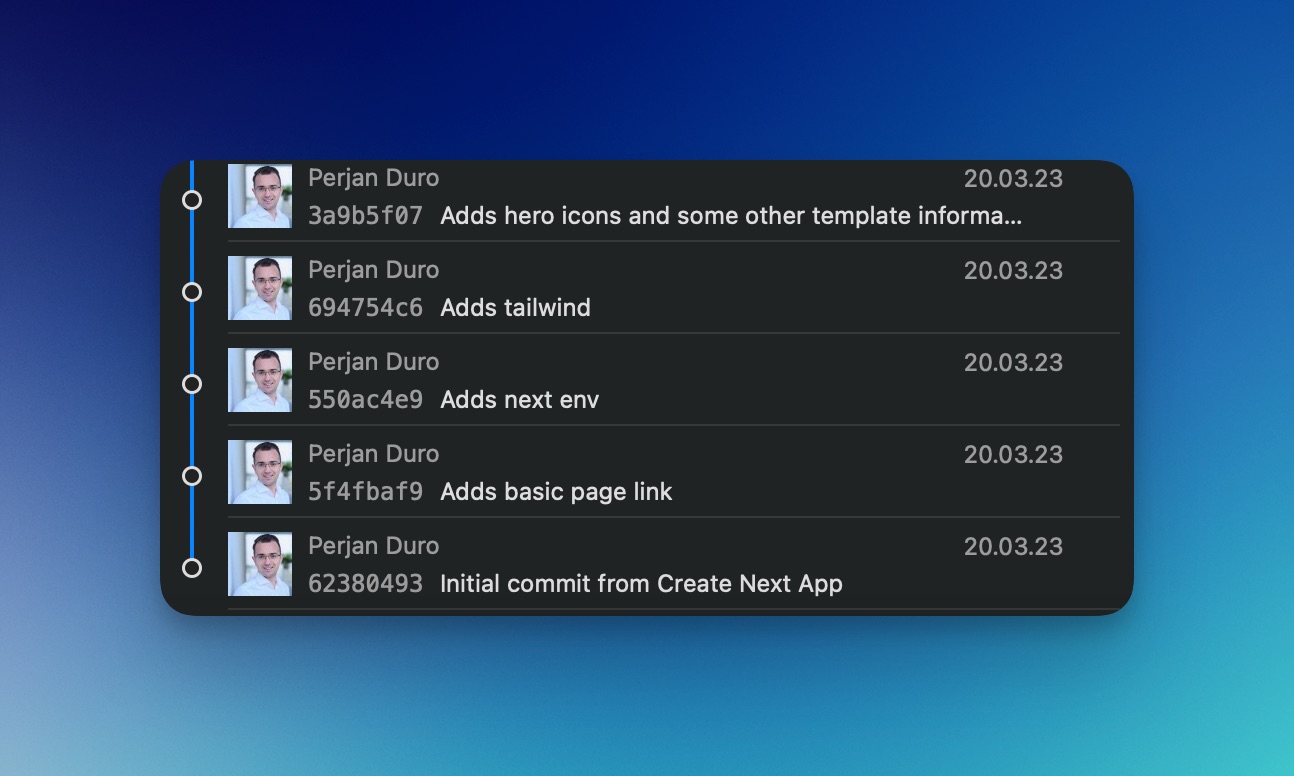 Perjan Duro 20.03.23
3a9b5f07 Adds hero icons and some other template informa...
Perjan Duro 20.03.23
694754c6 Adds tailwind
Perjan Duro 20.03.23
550ac4e9 Adds next env
Perjan Duro 20.03.23
5f4fbaf9 Adds basic page link
Perjan Duro 20.03.23
62380493 Initial commit from Create Next App